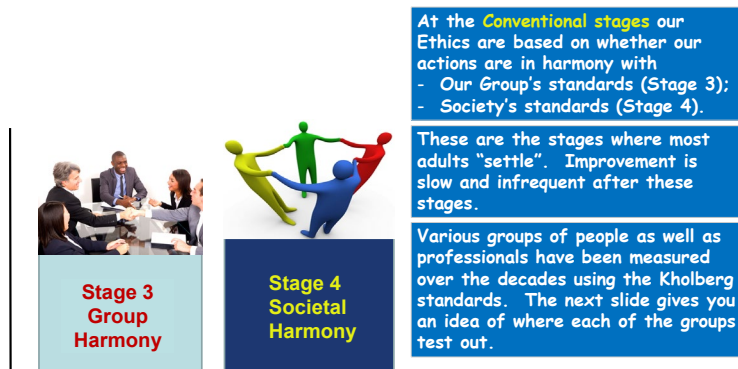 At the Conventional stages our
Ethics are based on whether our
actions are in harmony with
- Our Group's standards (Stage 3);
- Society's standards (Stage 4).
These are the stages where most
adults “settle”. Improvement is
slow and infrequent after these
stages.
Various groups of people as well as
professionals have been measured
over the decades using the Kholberg
standards. The next slide gives you
an idea of where each of the groups
test out.
Stage 3
Group
Harmony
Stage 4
Societal
Harmony